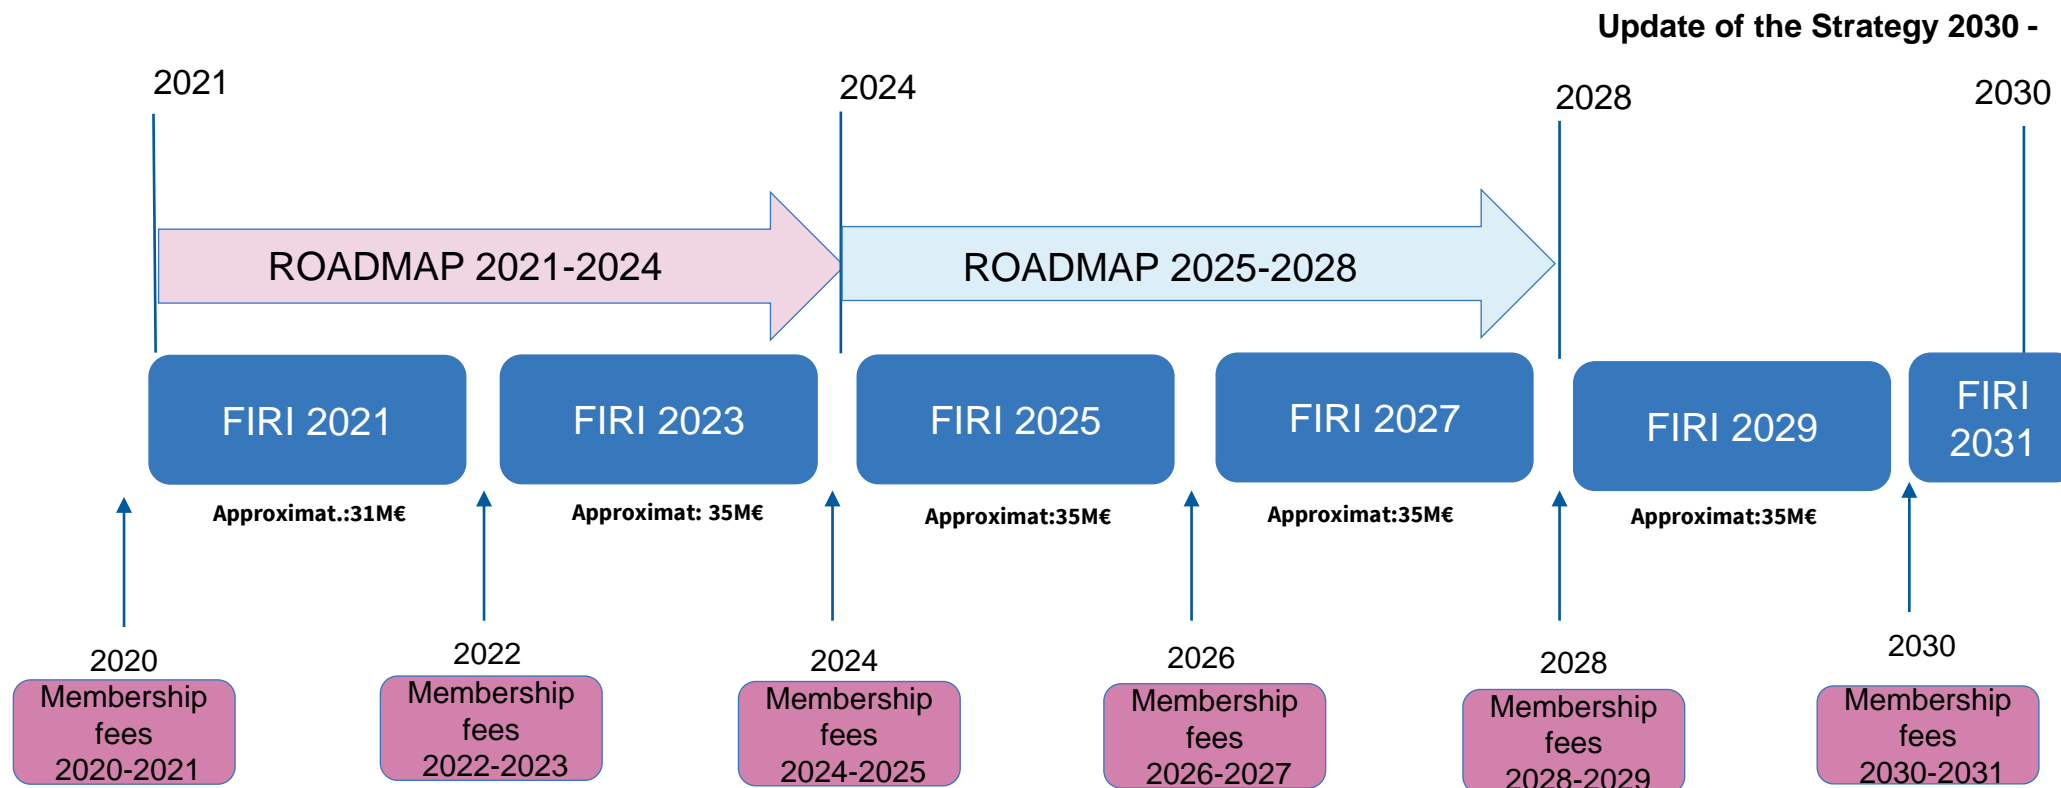 Update of the Strategy 2030 -
2021
2024
2028
2030
ROADMAP 2021-2024
ROADMAP 2025-2028
FIRI 2021
FIRI 2023
FIRI 2025
FIRI 2027
FIRI 2029
FIRI
2031
Approximat.:31M€
Approximat: 35M€
Approximat:35M€
Approximat:35M€
Approximat:35M€
2020
Membership
fees
2020-2021
2022
Membership
fees
2022-2023
2024
Membership
fees
2024-2025
2026
Membership
fees
2026-2027
2028
Membership
fees
2028-2029
2030
Membership
fees
2030-2031